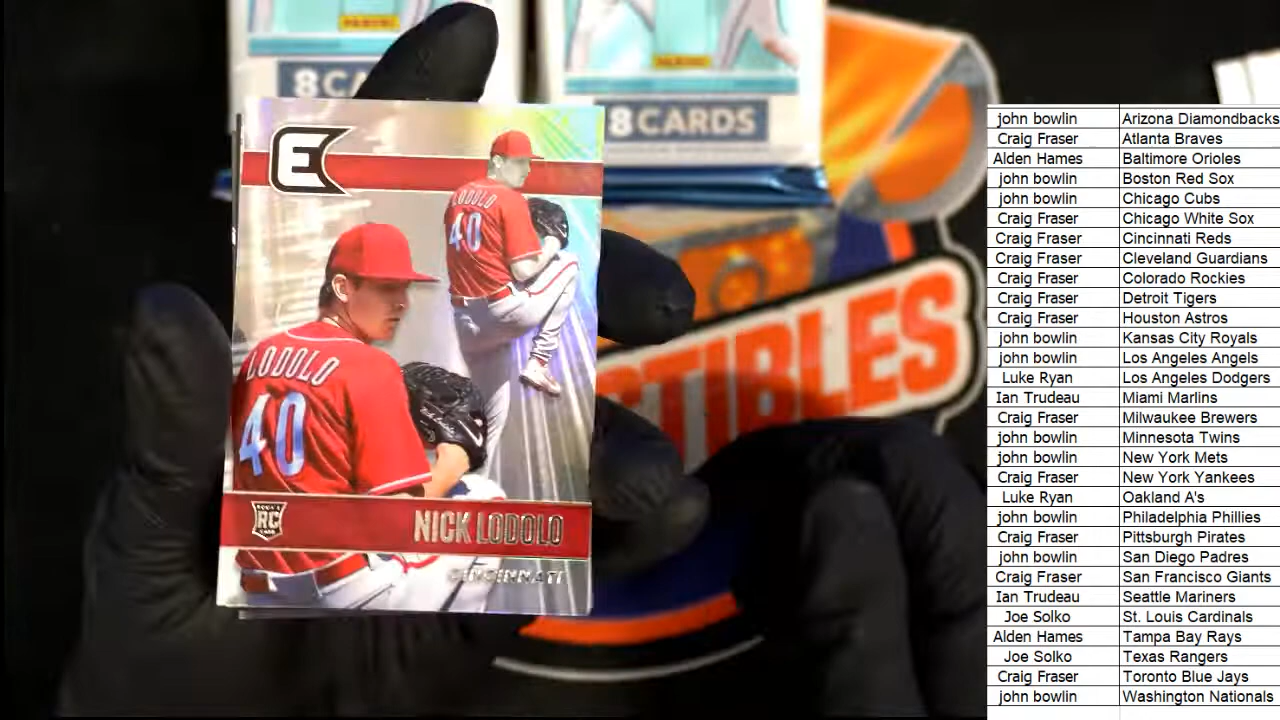 PANINI
PANINI
8 CA
8 CARDS
E
LODOLO
40
LODOLO
40
RC
NICK LODOLO
CINCINNATI
CTIBLES
john bowlin Arizona Diamondbacks
Craig Fraser Atlanta Braves
Alden Hames Baltimore Orioles
john bowlin Boston Red Sox
john bowlin Chicago Cubs
Craig Fraser Chicago White Sox
Craig Fraser Cincinnati Reds
Craig Fraser Cleveland Guardians
Craig Fraser Colorado Rockies
Craig Fraser Detroit Tigers
Craig Fraser Houston Astros
john bowlin Kansas City Royals
john bowlin Los Angeles Angels
Luke Ryan Los Angeles Dodgers
Ian Trudeau Miami Marlins
Craig Fraser Milwaukee Brewers
john bowlin Minnesota Twins
john bowlin New York Mets
Craig Fraser New York Yankees
Luke Ryan Oakland A's
john bowlin Philadelphia Phillies
Craig Fraser Pittsburgh Pirates
john bowlin San Diego Padres
Craig Fraser San Francisco Giants
Ian Trudeau Seattle Mariners
Joe Solko St. Louis Cardinals
Alden Hames Tampa Bay Rays
Joe Solko Texas Rangers
Craig Fraser Toronto Blue Jays
john bowlin Washington Nationals